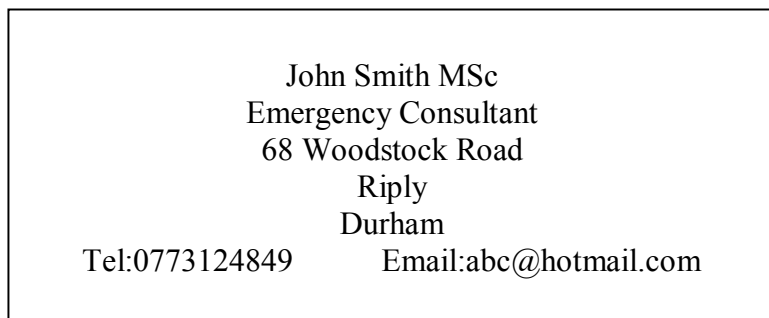 John Smith MSc
Emergency Consultant
68 Woodstock Road
Riply
Durham
Tel:0773124849 Email:abc@hotmail.com